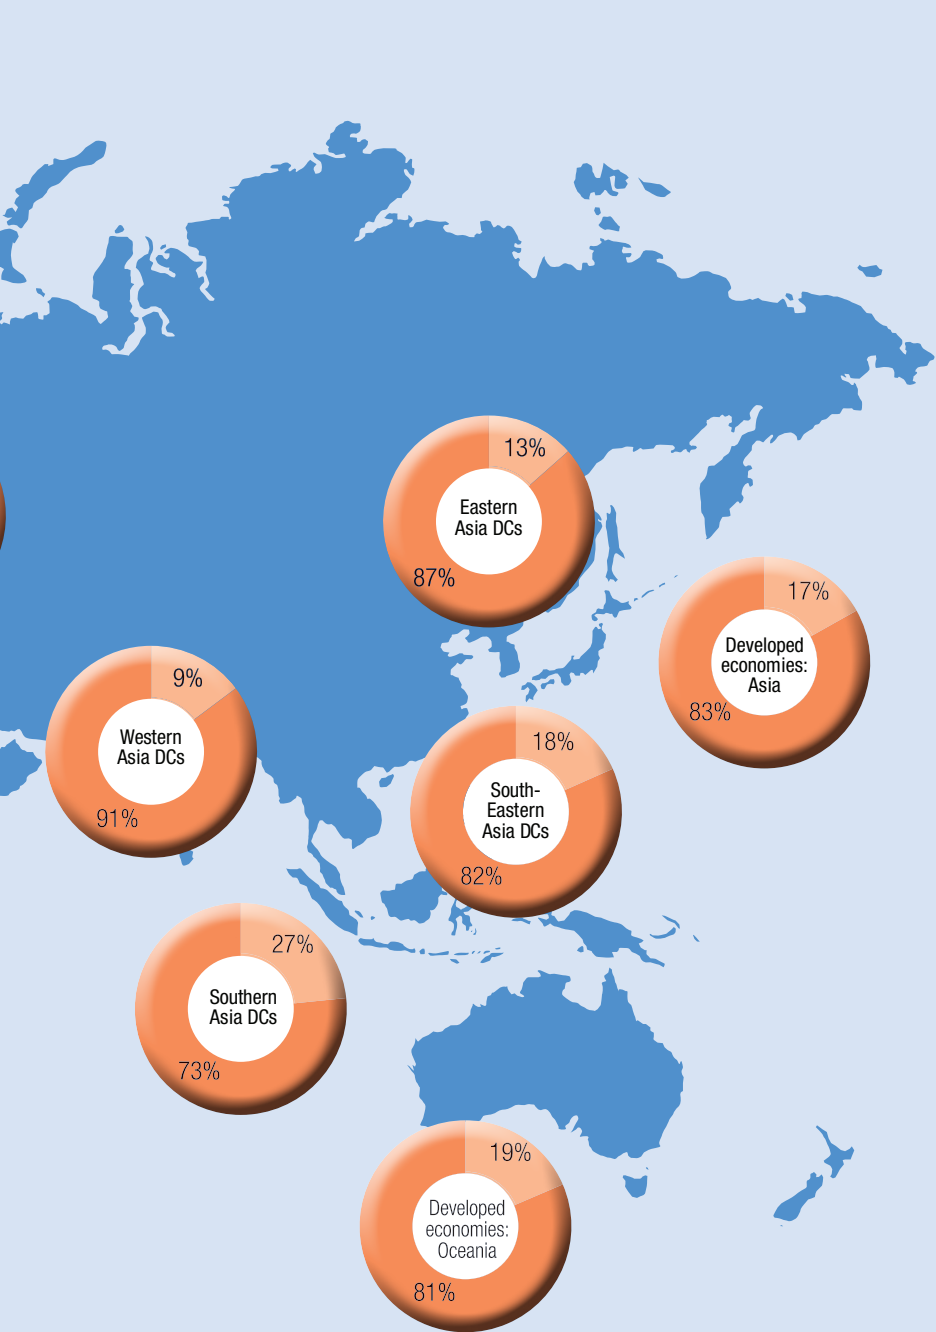 13%
Eastern
Asia DCs
87%
17%
Developed
economies:
Asia
83%
9%
Western
Asia DCs
91%
18%
South-
Eastern
Asia DCs
82%
27%
Southern
Asia DCs
73%
19%
Developed
economies:
Oceania
81%